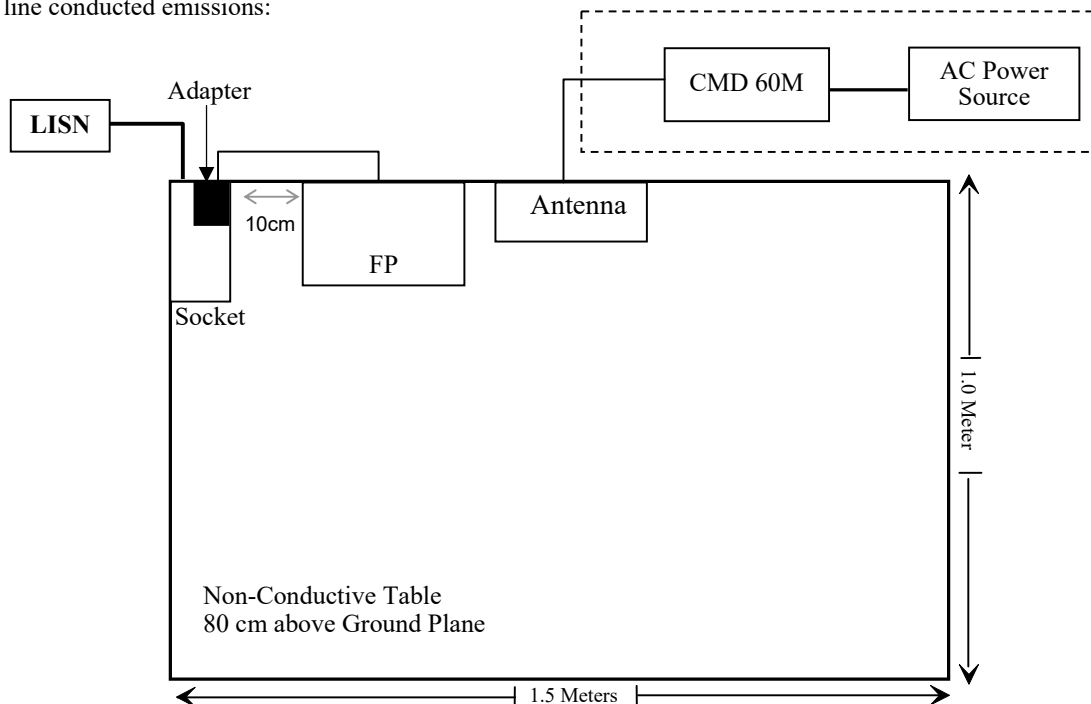 line conducted emissions:
CMD 60M
AC Power
Source
Adapter
LISN
10cm
Antenna
FP
Socket
1.0 Meter
Non-Conductive Table
80 cm above Ground Plane
1.5 Meters